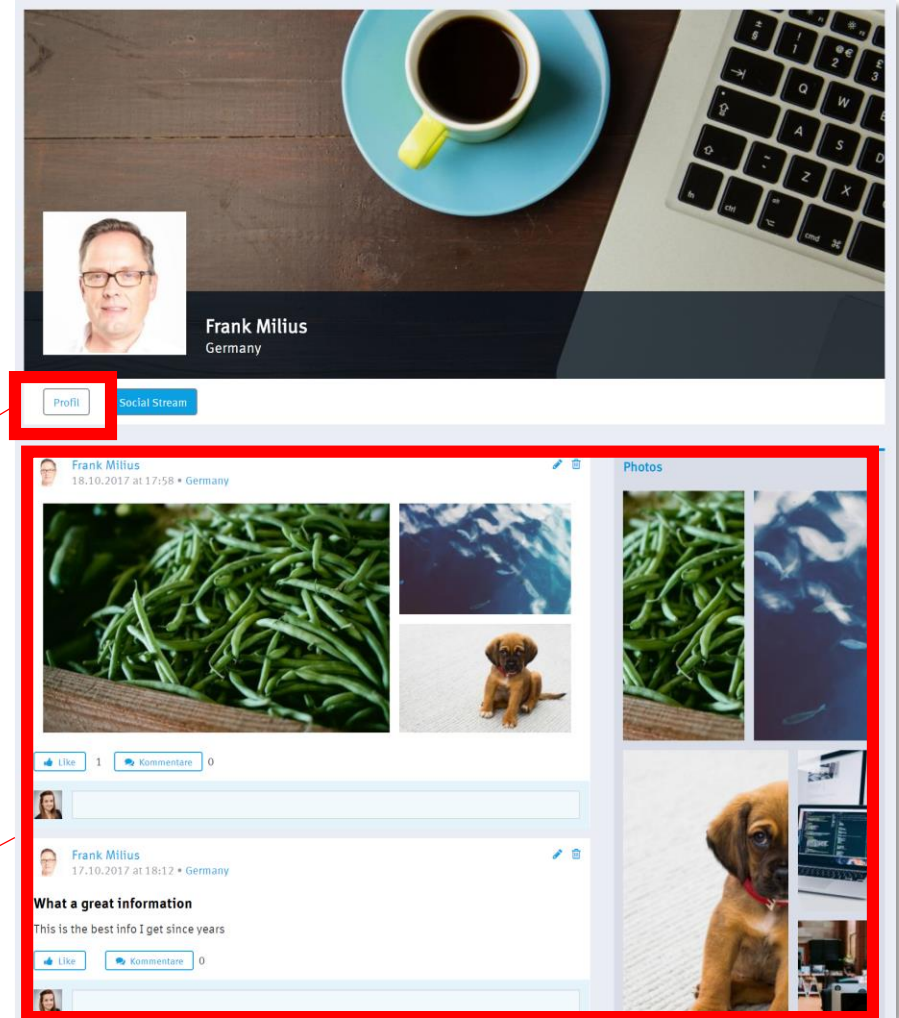 Frank Milius
Germany
Profil
Social Stream
Frank Milius
18.10.2017 at 17:58 • Germany
Photos
Like 1 Kommentare 0
Frank Milius
17.10.2017 at 18:12 • Germany
What a great information
This is the best info I get since years
Like Kommentare 0